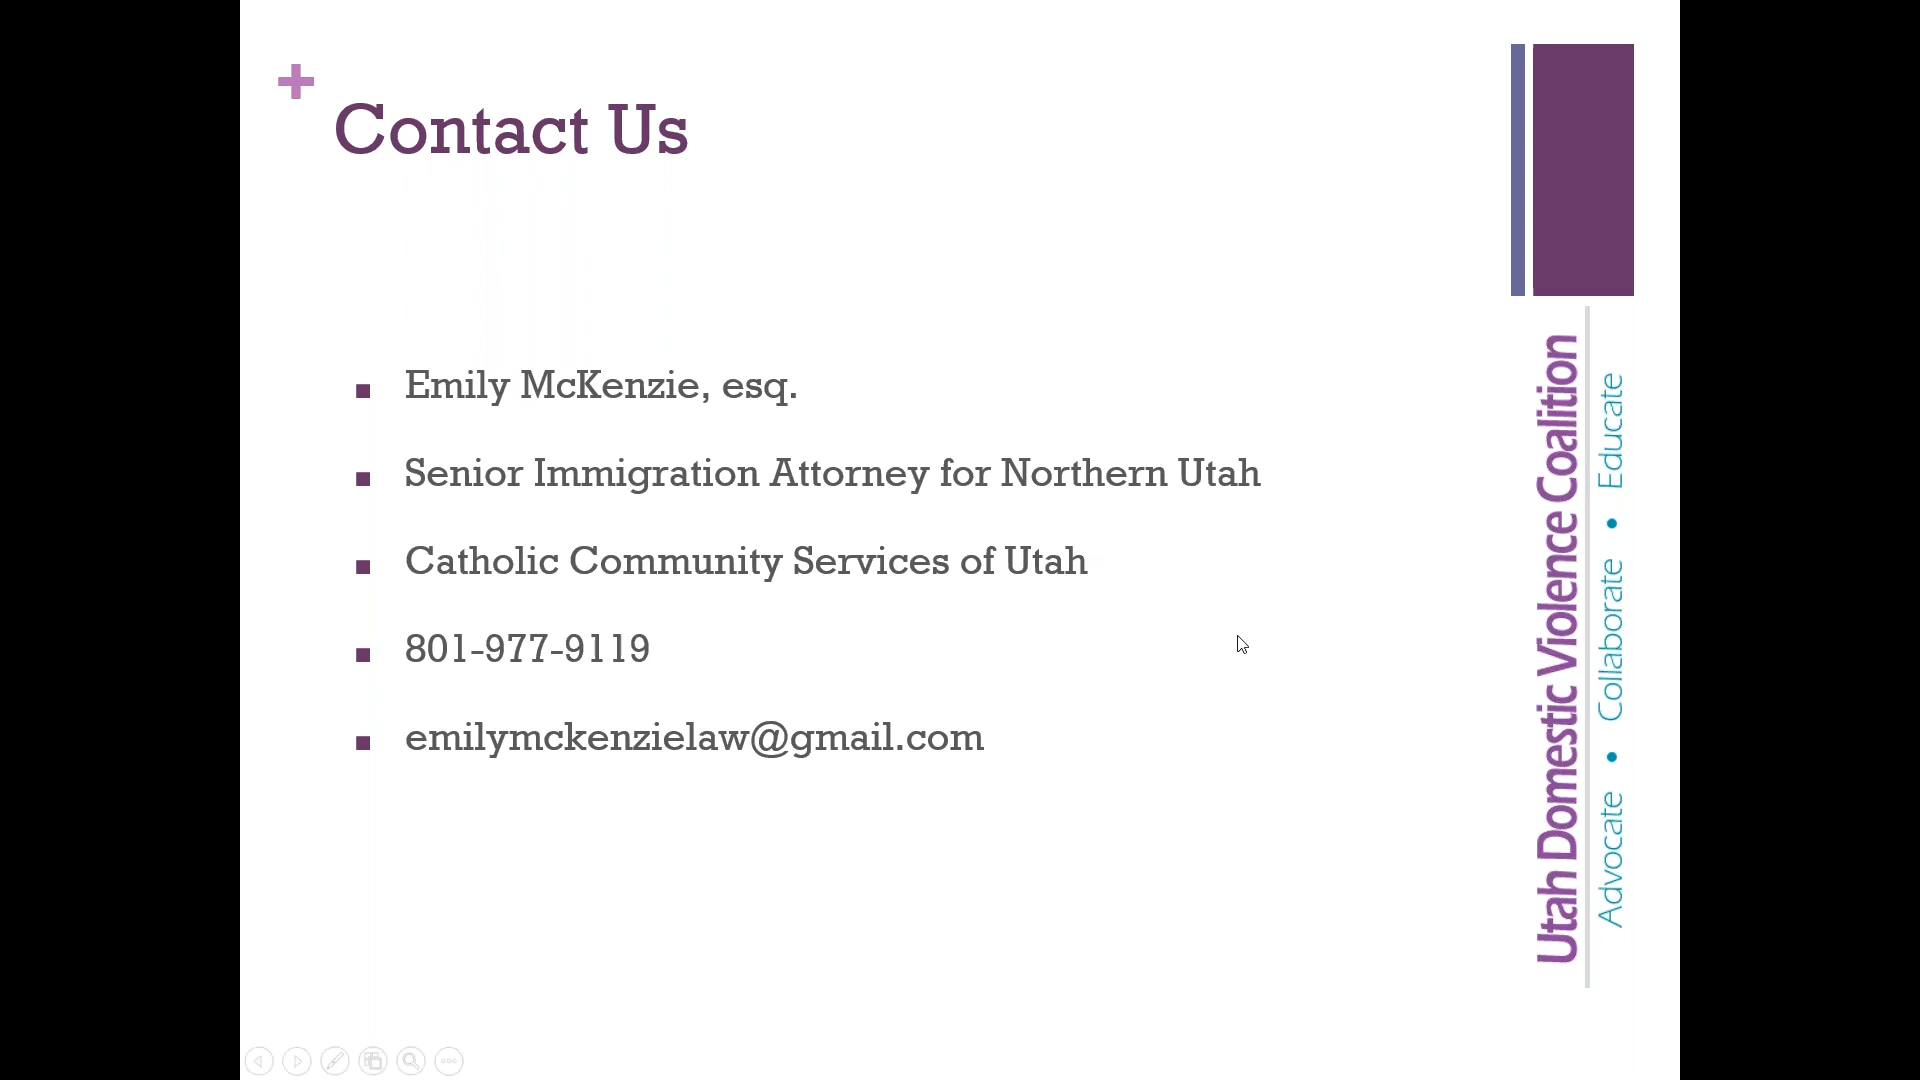 Contact Us
Emily McKenzie, esq.
Senior Immigration Attorney for Northern Utah
Catholic Community Services of Utah
801-977-9119
emilymckenzielaw@gmail.com
Utah Domestic Violence Coalition
Advocate • Collaborate • Educate